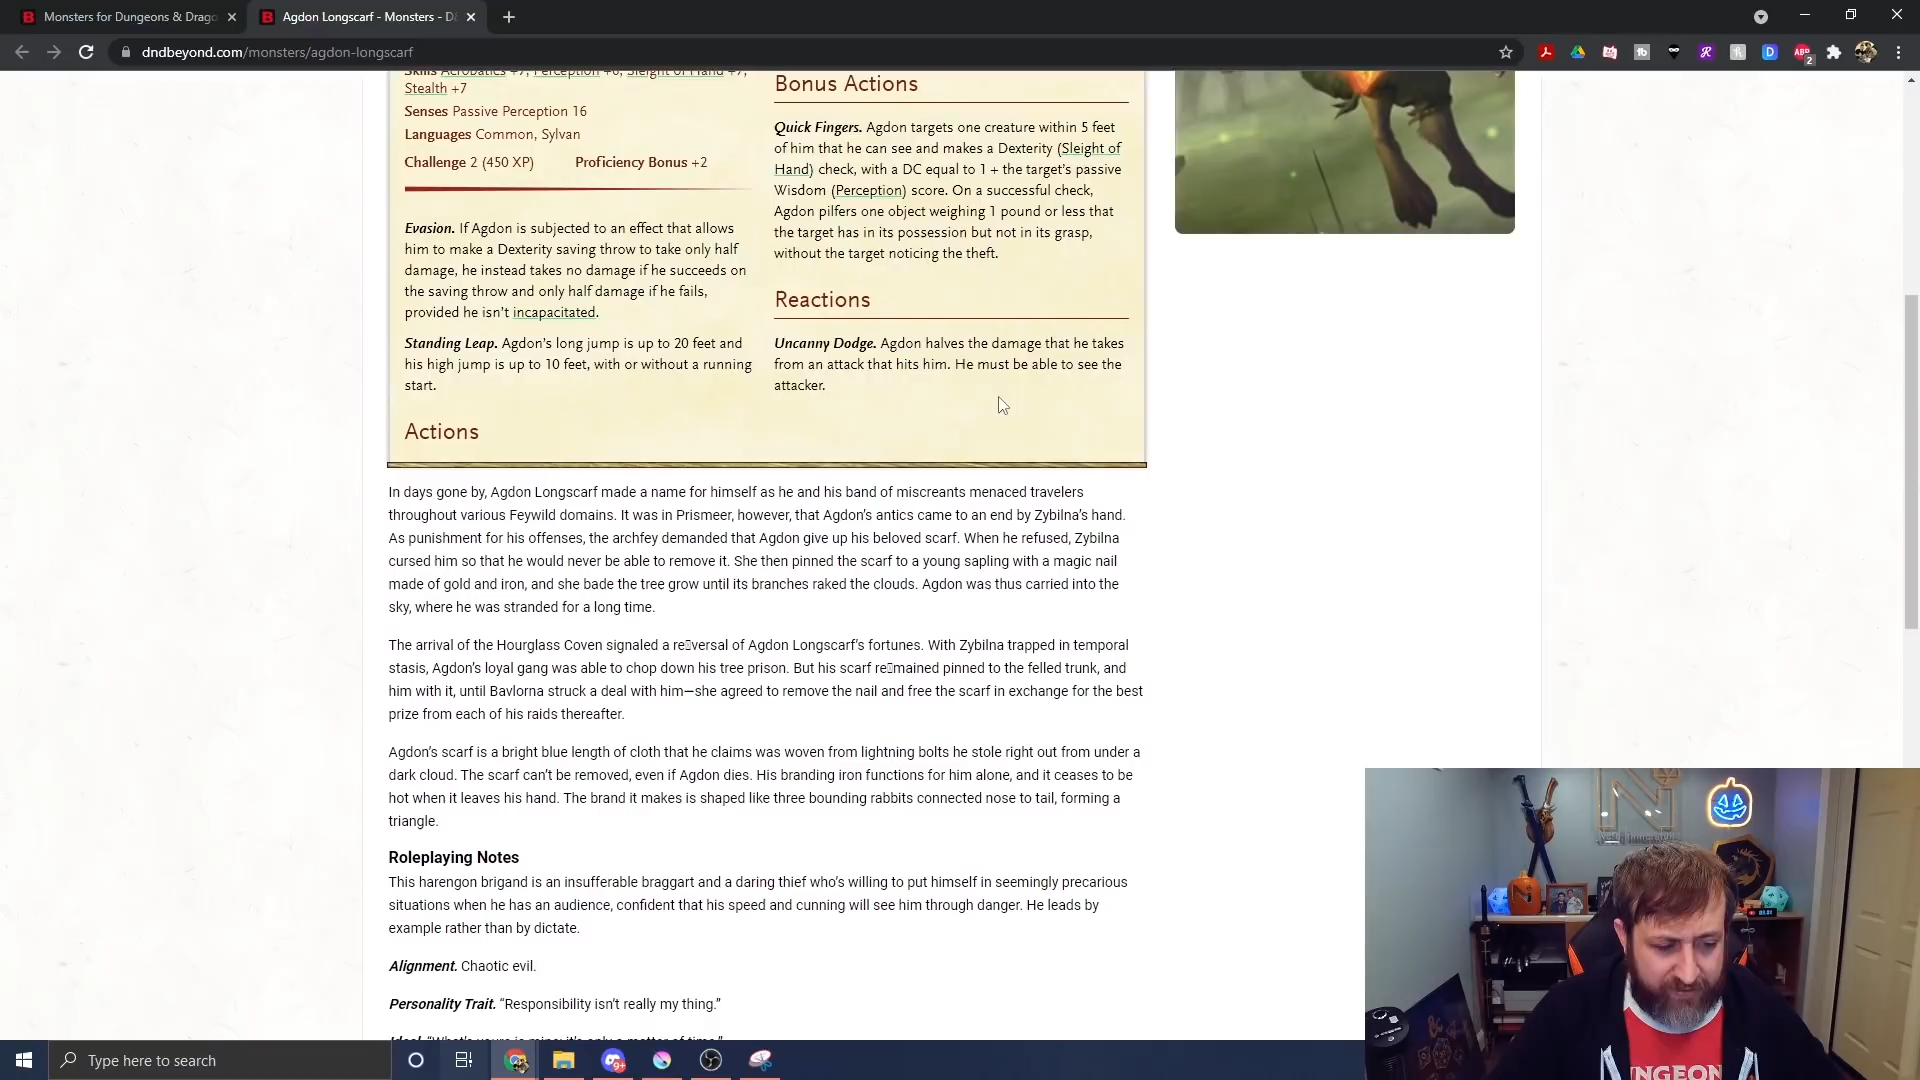 Monsters for Dungeons & Drago
Agdon Longscarf - Monsters - D&
dndbeyond.com/monsters/agdon-longscarf
Skills Acrobatics +7, Perception +6, Sleight of Hand +7,
Stealth +7
Senses Passive Perception 16
Languages Common, Sylvan
Challenge 2 (450 XP) Proficiency Bonus +2
Evasion. If Agdon is subjected to an effect that allows
him to make a Dexterity saving throw to take only half
damage, he instead takes no damage if he succeeds on
the saving throw and only half damage if he fails,
provided he isn’t incapacitated.
Standing Leap. Agdon’s long jump is up to 20 feet and
his high jump is up to 10 feet, with or without a running
start.
Actions
Bonus Actions
Quick Fingers. Agdon targets one creature within 5 feet
of him that he can see and makes a Dexterity (Sleight of
Hand) check, with a DC equal to 1 + the target’s passive
Wisdom (Perception) score. On a successful check,
Agdon pilfers one object weighing 1 pound or less that
the target has in its possession but not in its grasp,
without the target noticing the theft.
Reactions
Uncanny Dodge. Agdon halves the damage that he takes
from an attack that hits him. He must be able to see the
attacker.
In days gone by, Agdon Longscarf made a name for himself as he and his band of miscreants menaced travelers
throughout various Feywild domains. It was in Prismeer, however, that Agdon’s antics came to an end by Zybilna’s hand.
As punishment for his offenses, the archfey demanded that Agdon give up his beloved scarf. When he refused, Zybilna
cursed him so that he would never be able to remove it. She then pinned the scarf to a young sapling with a magic nail
made of gold and iron, and she bade the tree grow until its branches raked the clouds. Agdon was thus carried into the
sky, where he was stranded for a long time.
The arrival of the Hourglass Coven signaled a re▯versal of Agdon Longscarf’s fortunes. With Zybilna trapped in temporal
stasis, Agdon’s loyal gang was able to chop down his tree prison. But his scarf re▯mained pinned to the felled trunk, and
him with it, until Bavlorna struck a deal with him—she agreed to remove the nail and free the scarf in exchange for the best
prize from each of his raids thereafter.
Agdon’s scarf is a bright blue length of cloth that he claims was woven from lightning bolts he stole right out from under a
dark cloud. The scarf can’t be removed, even if Agdon dies. His branding iron functions for him alone, and it ceases to be
hot when it leaves his hand. The brand it makes is shaped like three bounding rabbits connected nose to tail, forming a
triangle.
Roleplaying Notes
This harengon brigand is an insufferable braggart and a daring thief who’s willing to put himself in seemingly precarious
situations when he has an audience, confident that his speed and cunning will see him through danger. He leads by
example rather than by dictate.
Alignment. Chaotic evil.
Personality Trait. “Responsibility isn’t really my thing.”
Ideal. “What’s yours is mine; it’s only a matter of time.”
Type here to search